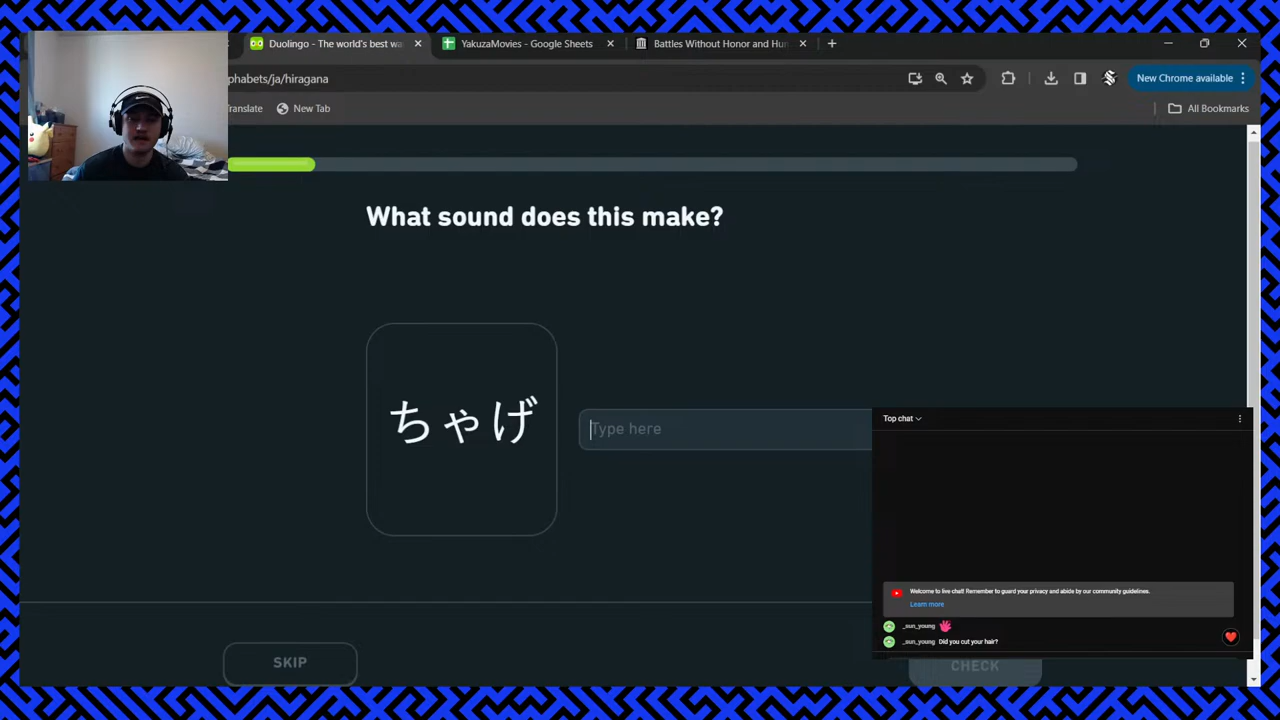 Duolingo - The world's best wa
YakuzaMovies - Google Sheets
Battles Without Honor and Hun
phabets/ja/hiragana
New Chrome available
Translate
New Tab
All Bookmarks
What sound does this make?
ちゃげ
Type here
Top chat
Welcome to live chat! Remember to guard your privacy and abide by our community guidelines.
Learn more
_sun_young
_sun_young Did you cut your hair?
SKIP
CHECK